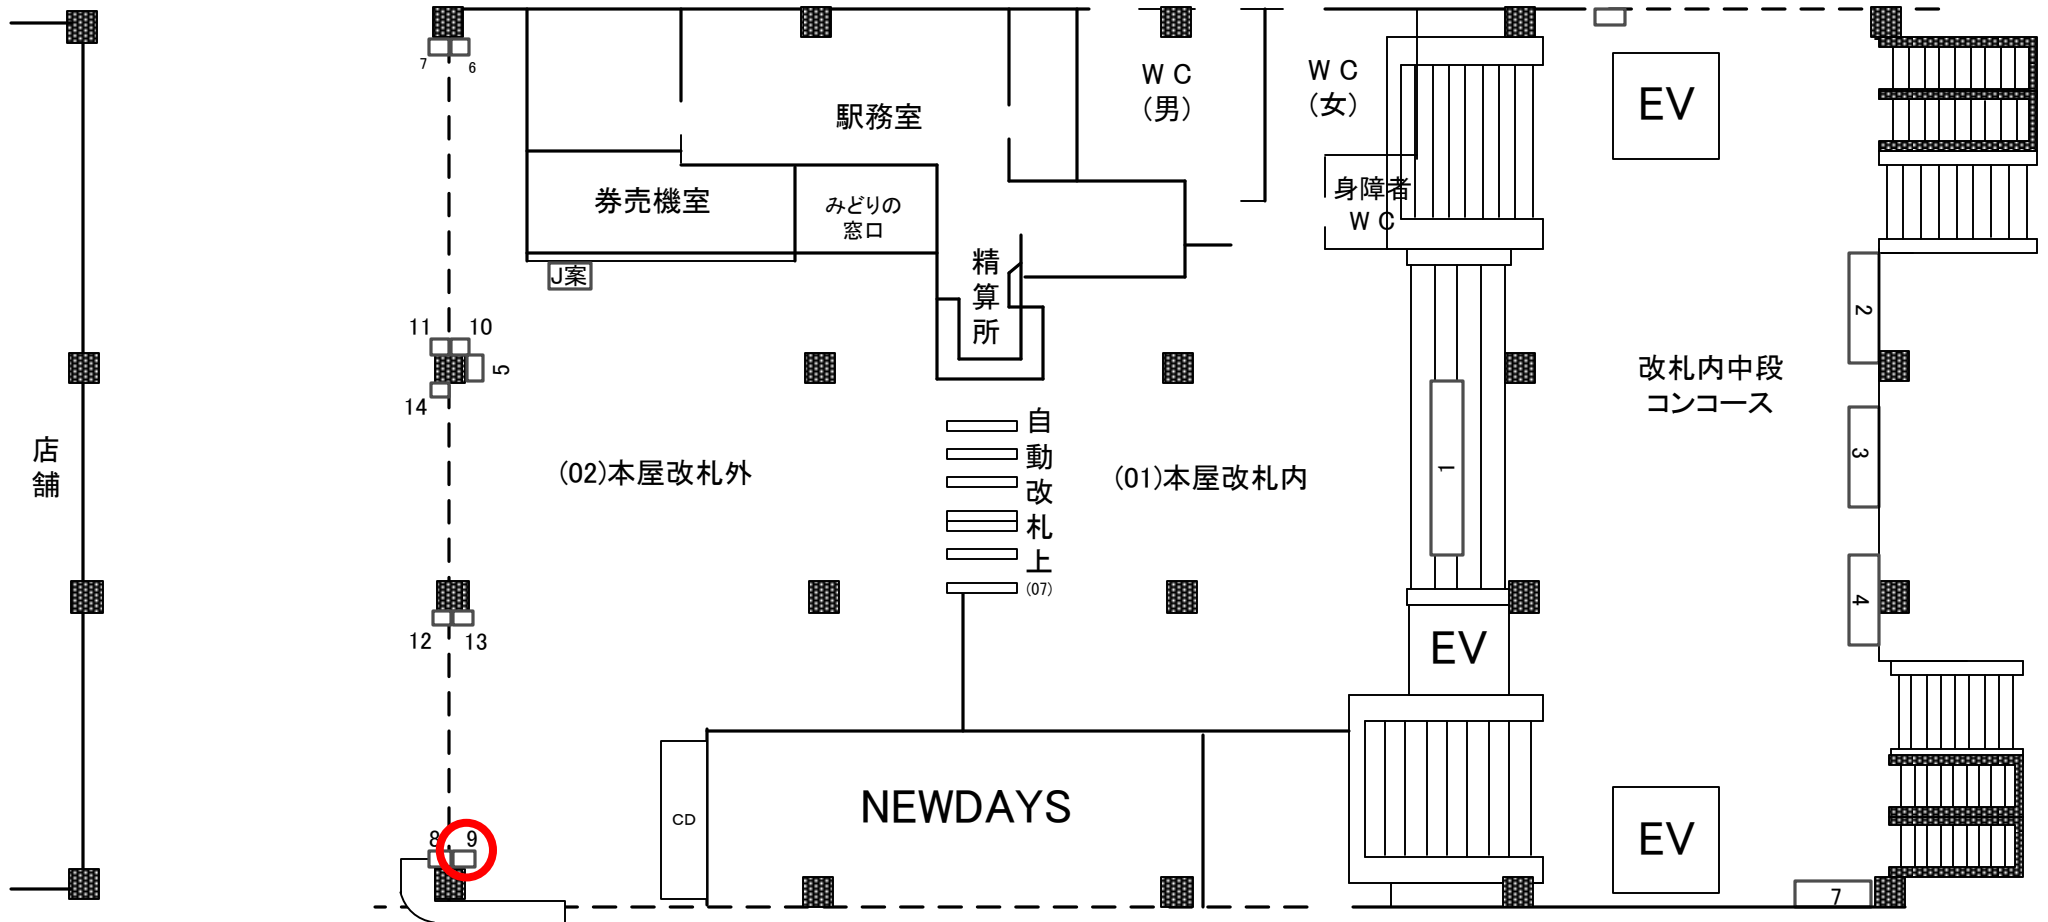 7
6
駅務室
W C
(男)
W C
(女)
EV
券売機室
みどりの
窓口
身障者
W C
J案
精算所
11
10
5
14
2
改札内中段
コンコース
店舗
(02)本屋改札外
自動改札上
(07)
(01)本屋改札内
1
3
4
12
13
EV
NEWDAYS
CD
8
9
EV
7